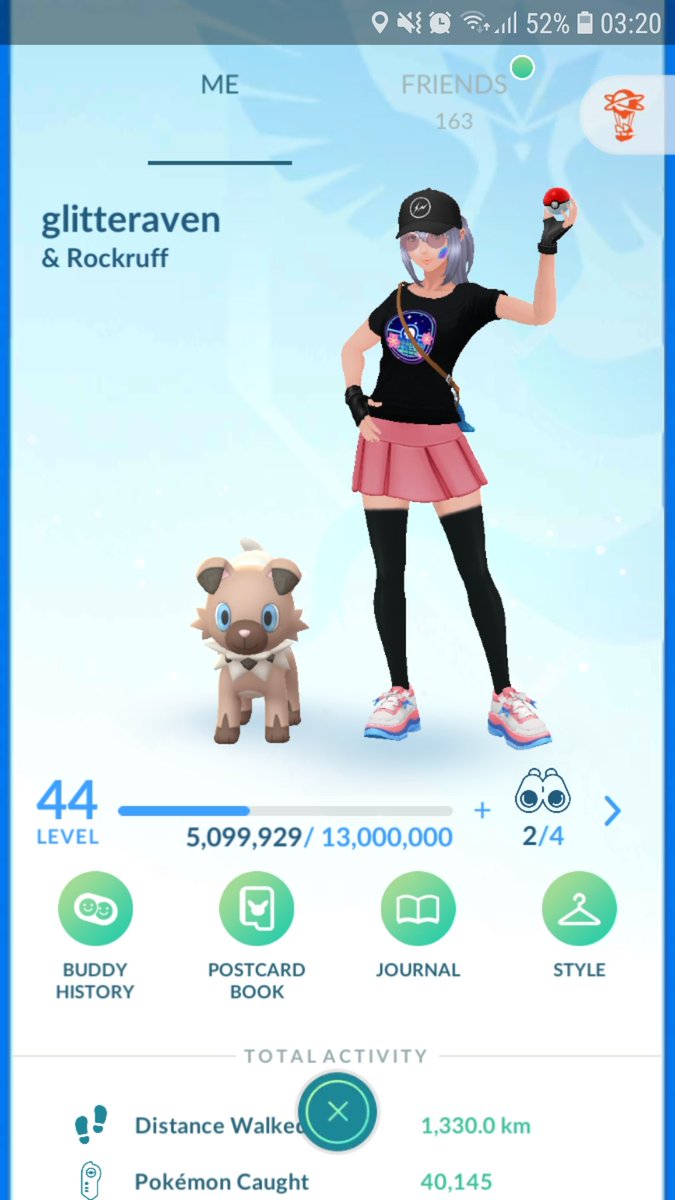 52% 03:20
ME
FRIENDS
163
glitteraven
& Rockruff
44
LEVEL
5,099,929/ 13,000,000
+
2/4
BUDDY
HISTORY
POSTCARD
BOOK
JOURNAL
STYLE
TOTAL ACTIVITY
Distance Walked 1,330.0 km
Pokémon Caught 40,145